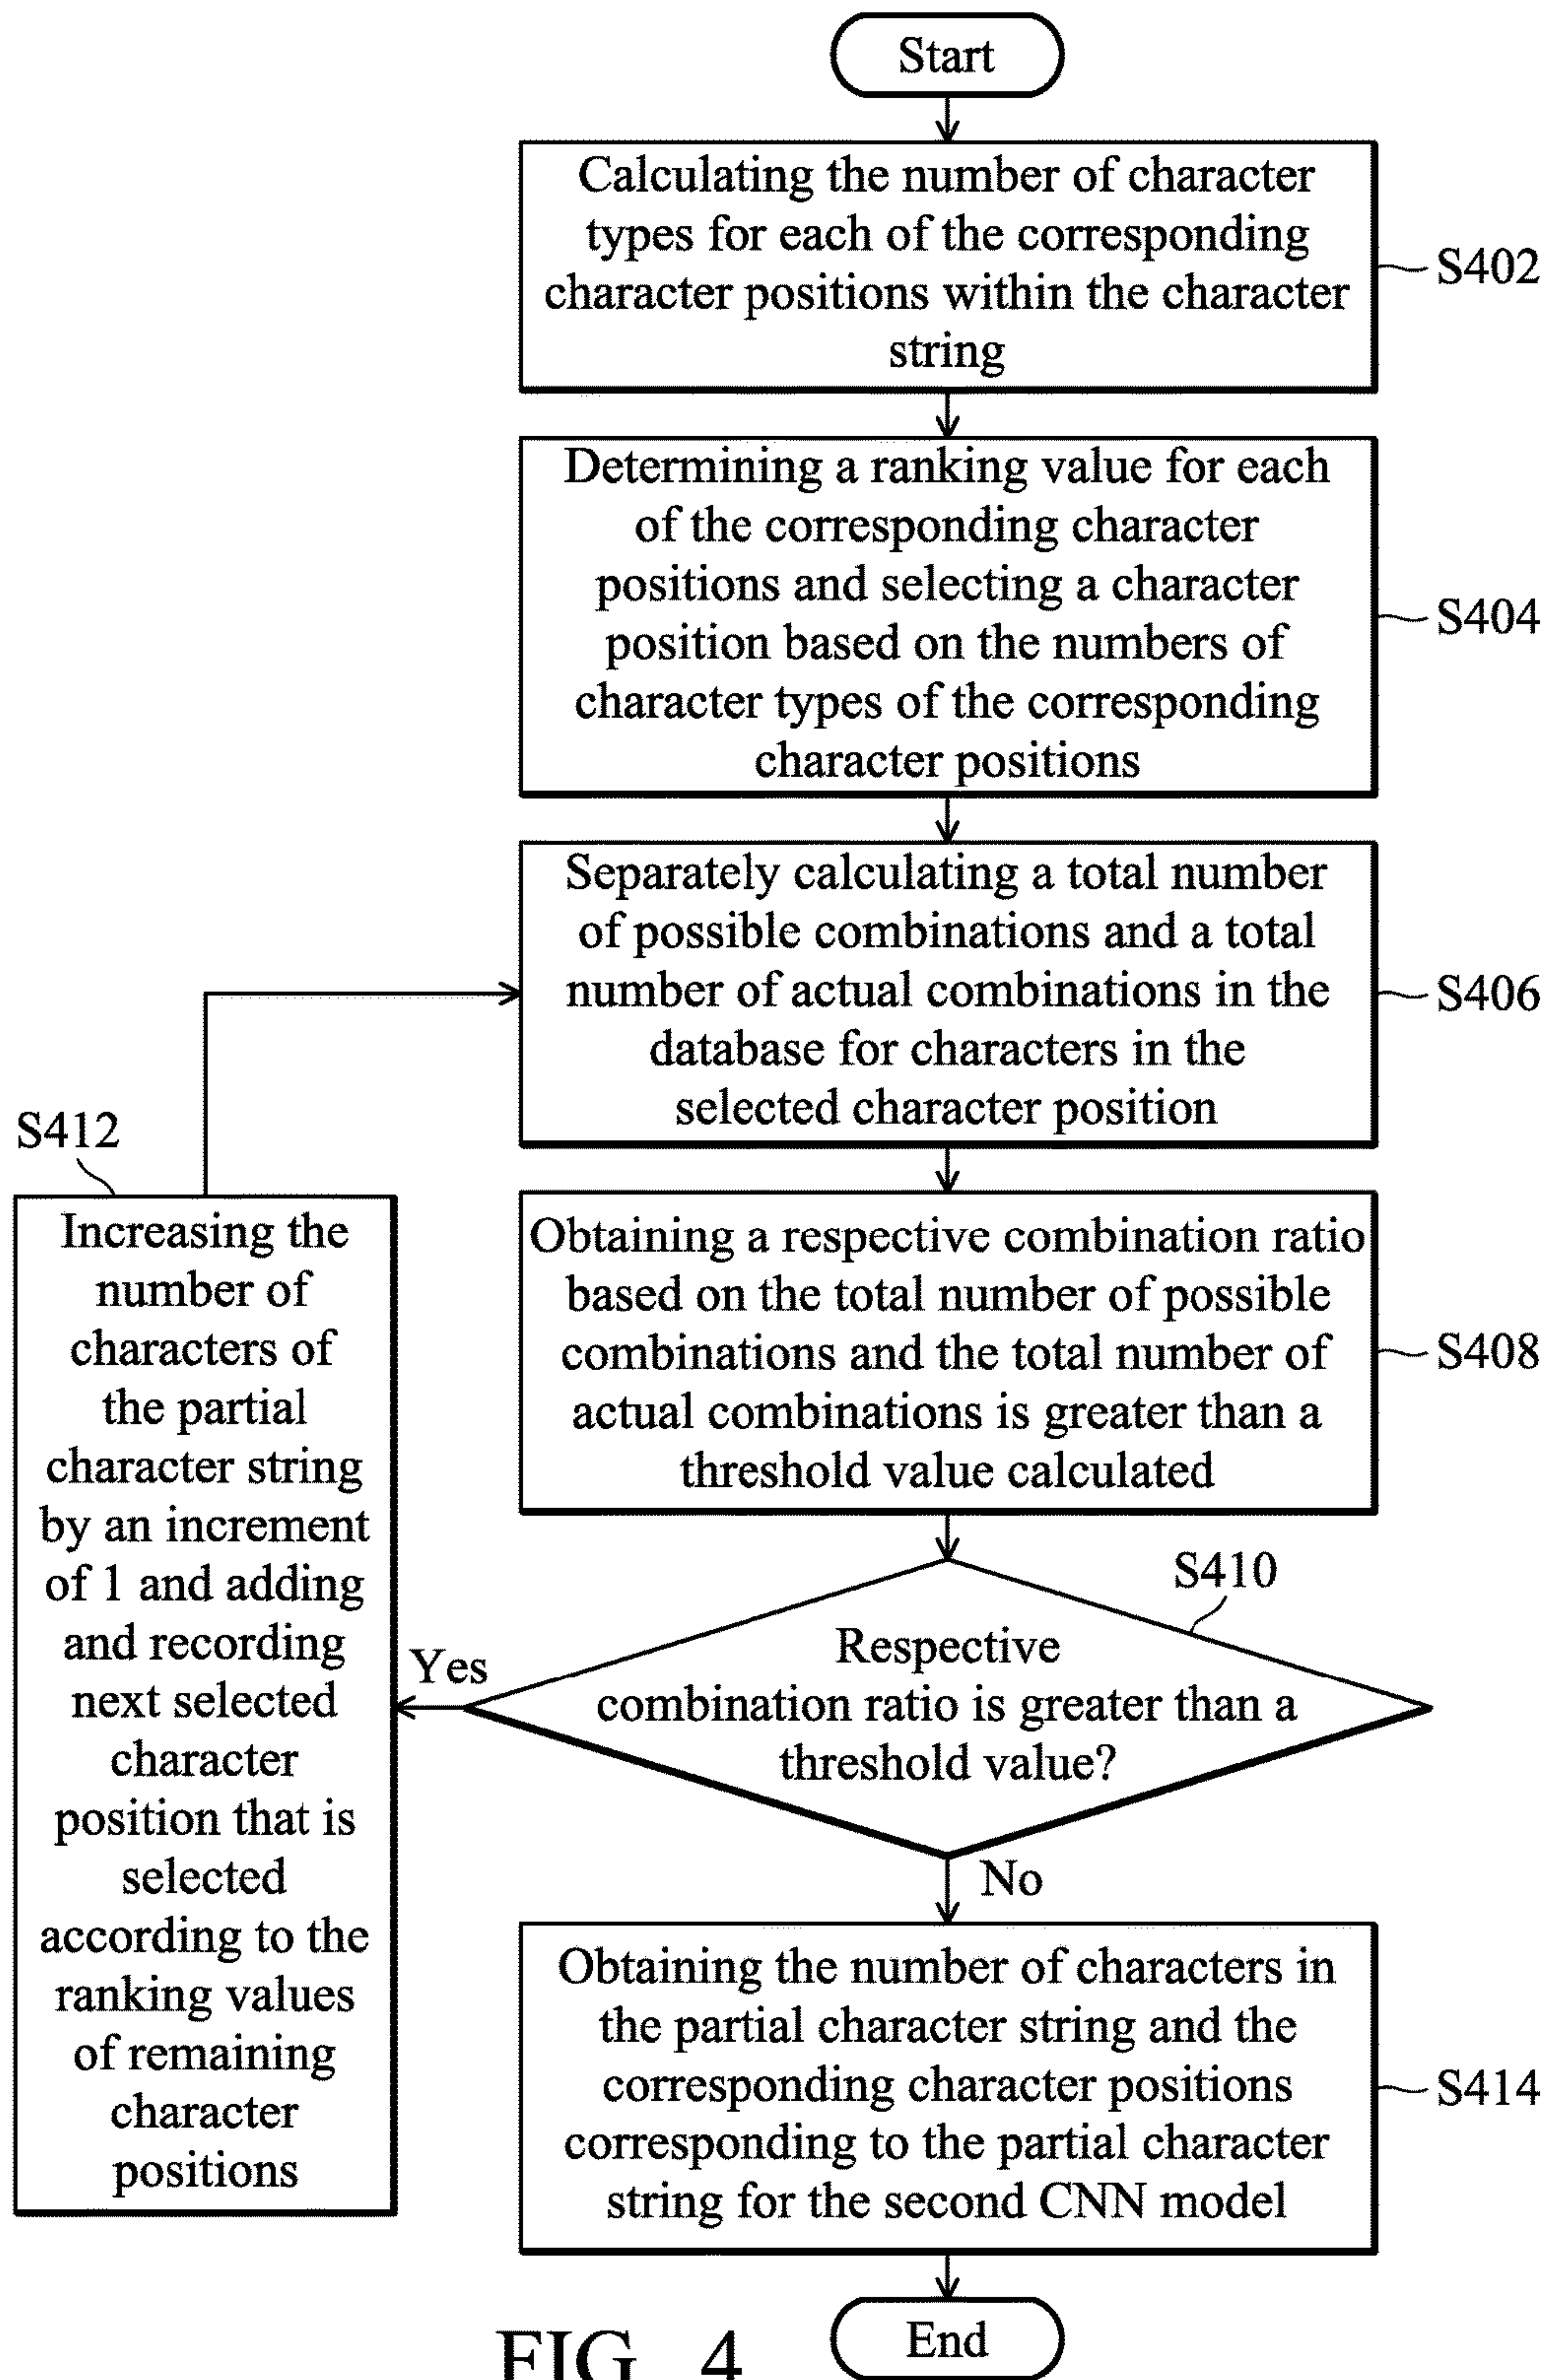 Start
Calculating the number of character
types for each of the corresponding
character positions within the character
string
S402
Determining a ranking value for each
of the corresponding character
positions and selecting a character
position based on the numbers of
character types of the corresponding
character positions
S404
Separately calculating a total number
of possible combinations and a total
number of actual combinations in the
database for characters in the
selected character position
S406
Obtaining a respective combination ratio
based on the total number of possible
combinations and the total number of
actual combinations is greater than a
threshold value calculated
S408
S410
Respective
combination ratio is greater than a
threshold value?
Yes
S412
Increasing the
number of
characters of
the partial
character string
by an increment
of 1 and adding
and recording
next selected
character
position that is
selected
according to the
ranking values
of remaining
character
positions
No
Obtaining the number of characters in
the partial character string and the
corresponding character positions
corresponding to the partial character
string for the second CNN model
S414
End
FIG. 4